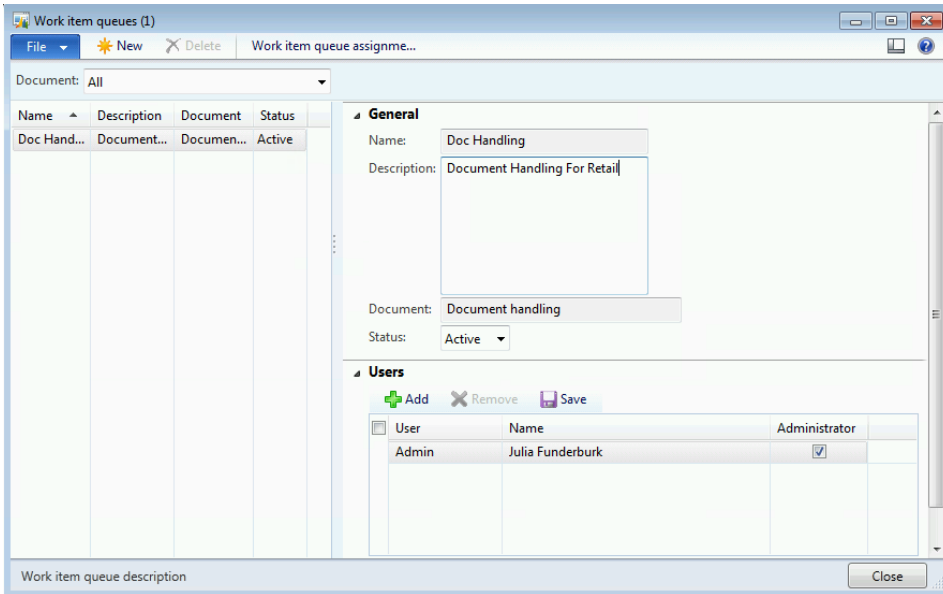 Work item queues (1)
File New Delete Work item queue assignme...
Document: All
Name Description Document Status
Doc Hand... Document... Documen... Active
General
Name: Doc Handling
Description: Document Handling For Retail
Document: Document handling
Status: Active
Users
Add Remove Save
User Name Administrator
Admin Julia Funderburk
Work item queue description
Close